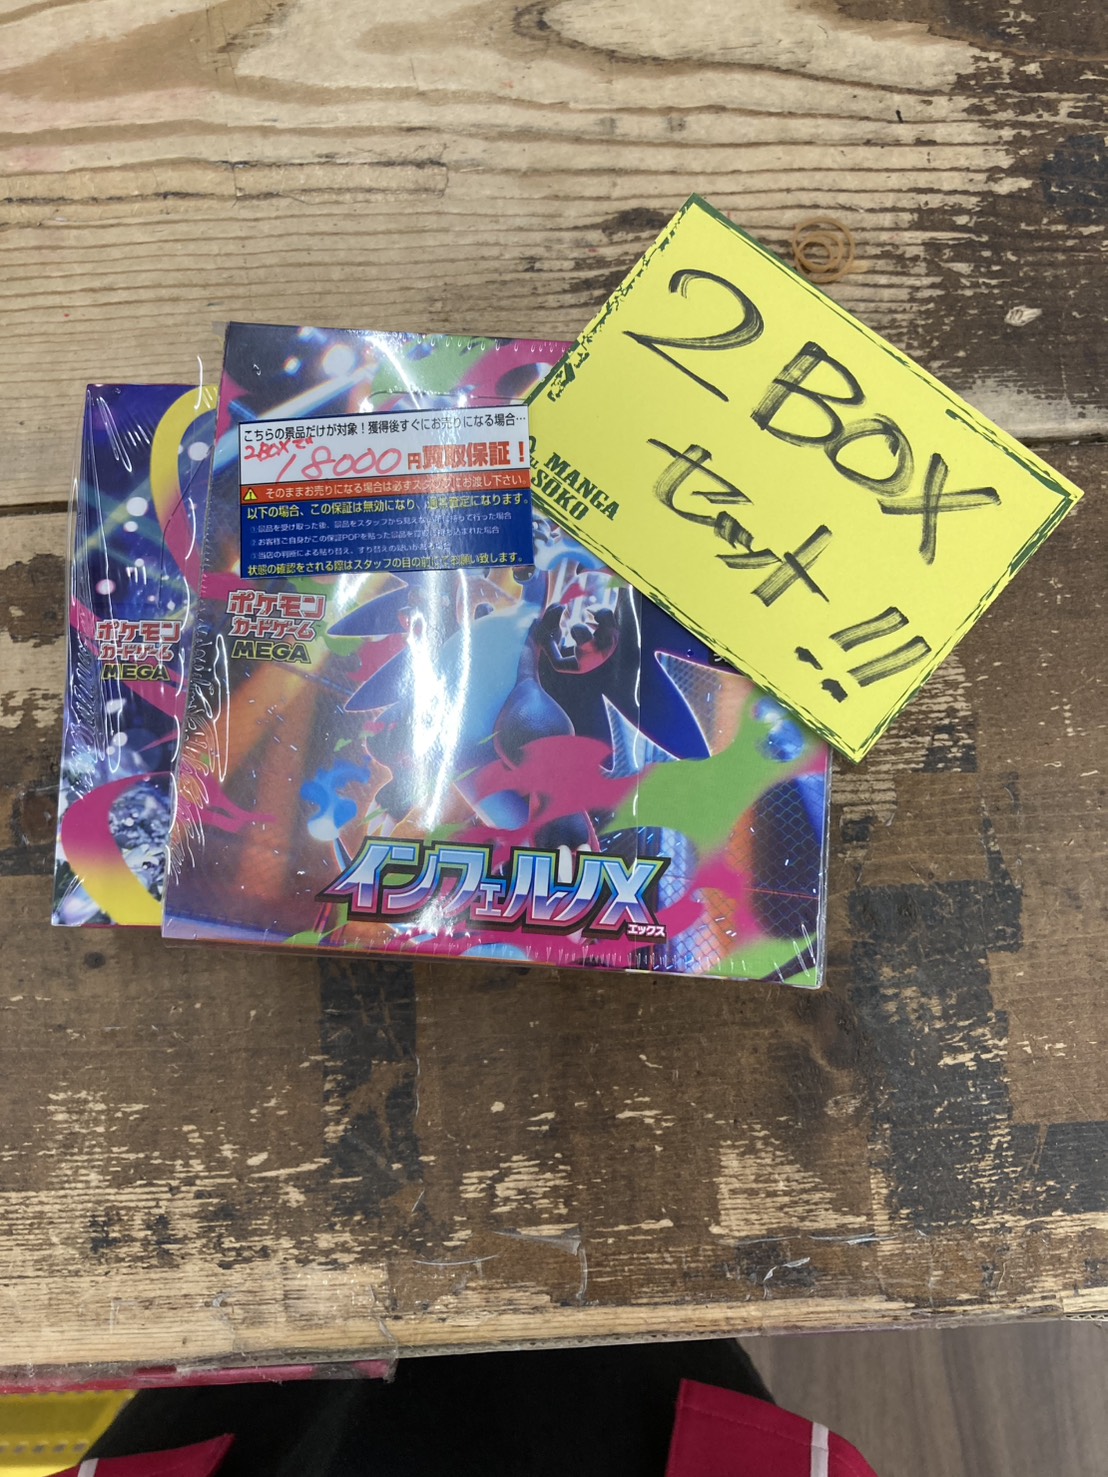 2BOX
セット!!
MANGA
SOKU
こちらの景品だけが対象！獲得後すぐにお売りになる場合…
2BOXで
18000円買取保証！
そのままお売りになる場合は必ずスタッフにお渡し下さい。
以下の場合、この保証は無効になり、通常査定になります。
状態の確認をされる際はスタッフの目の前にてお願い致します。
ポケモン
カードゲーム
MEGA
ポケモン
カードゲーム
MEGA
インフェルノX
エックス